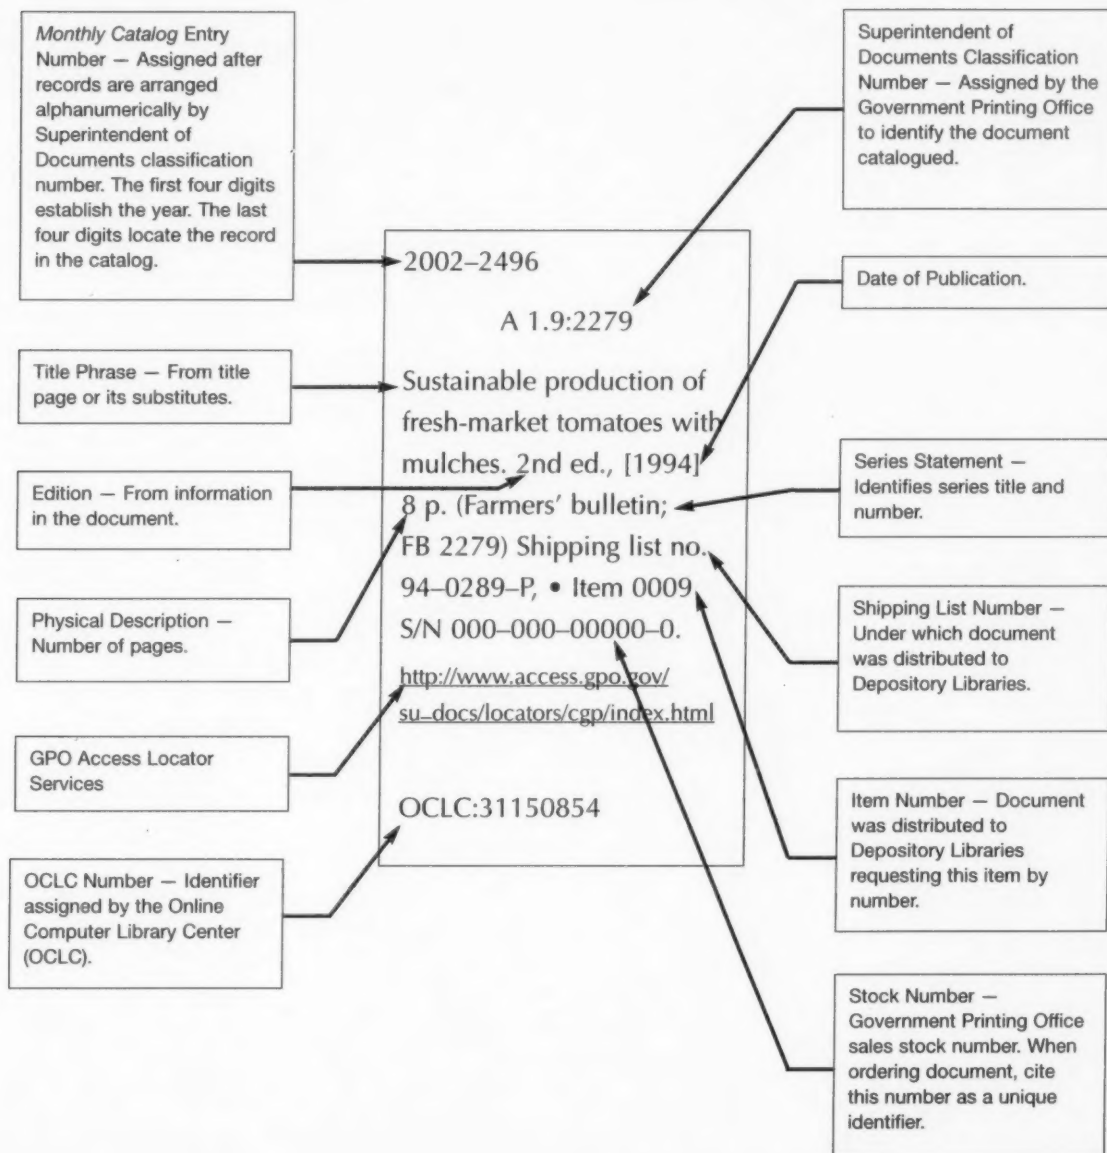 Monthly Catalog Entry
Number — Assigned after
records are arranged
alphanumerically by
Superintendent of
Documents classification
number. The first four digits
establish the year. The last
four digits locate the record
in the catalog.
Title Phrase — From title
page or its substitutes.
Edition — From information
in the document.
Physical Description —
Number of pages.
GPO Access Locator
Services
OCLC Number — Identifier
assigned by the Online
Computer Library Center
(OCLC).
2002–2496
A 1.9:2279
Sustainable production of
fresh-market tomatoes with
mulches. 2nd ed., [1994]
8 p. (Farmers’ bulletin;
FB 2279) Shipping list no.
94–0289–P, • Item 0009
S/N 000–000–00000–0.
http://www.access.gpo.gov/
su_docs/locators/cgp/index.html
OCLC:31150854
Superintendent of
Documents Classification
Number — Assigned by the
Government Printing Office
to identify the document
catalogued.
Date of Publication.
Series Statement —
Identifies series title and
number.
Shipping List Number —
Under which document
was distributed to
Depository Libraries.
Item Number — Document
was distributed to
Depository Libraries
requesting this item by
number.
Stock Number —
Government Printing Office
sales stock number. When
ordering document, cite
this number as a unique
identifier.